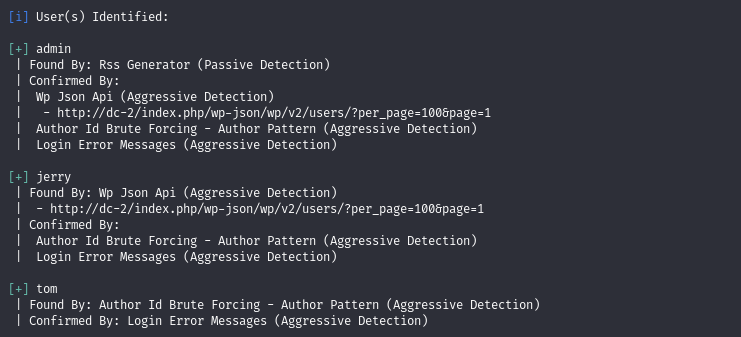 [i] User(s) Identified:
[+] admin
| Found By: Rss Generator (Passive Detection)
| Confirmed By:
|  Wp Json Api (Aggressive Detection)
|   - http://dc-2/index.php/wp-json/wp/v2/users/?per_page=100&page=1
|  Author Id Brute Forcing - Author Pattern (Aggressive Detection)
|  Login Error Messages (Aggressive Detection)
[+] jerry
| Found By: Wp Json Api (Aggressive Detection)
|  - http://dc-2/index.php/wp-json/wp/v2/users/?per_page=100&page=1
| Confirmed By:
|  Author Id Brute Forcing - Author Pattern (Aggressive Detection)
|  Login Error Messages (Aggressive Detection)
[+] tom
| Found By: Author Id Brute Forcing - Author Pattern (Aggressive Detection)
| Confirmed By: Login Error Messages (Aggressive Detection)